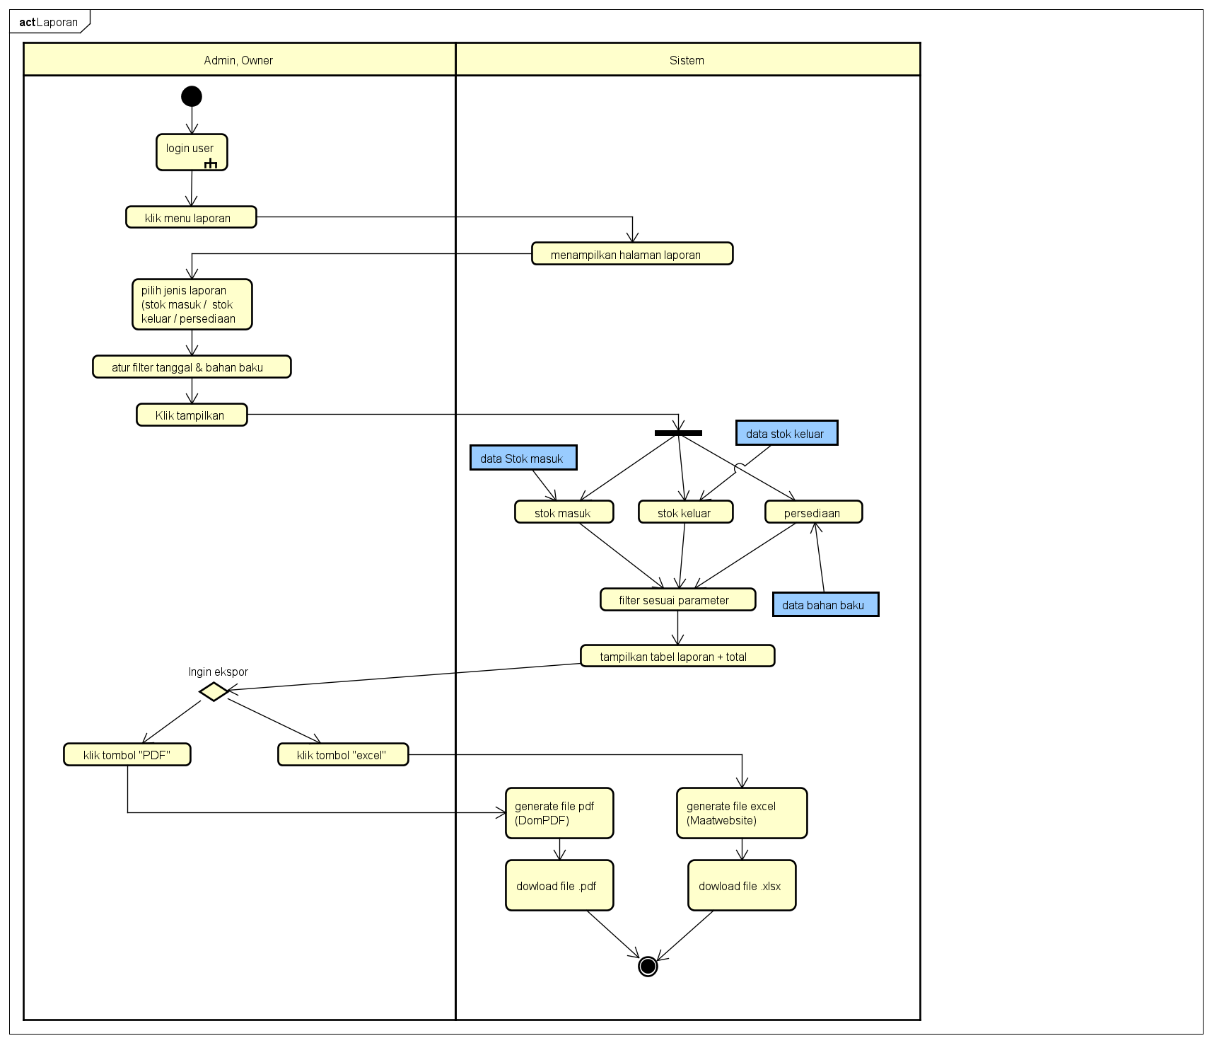 act Laporan
Admin, Owner
Sistem
login user
klik menu laporan
menampilkan halaman laporan
pilih jenis laporan
(stok masuk / stok
keluar / persediaan
atur filter tanggal & bahan baku
Klik tampilkan
data stok keluar
data Stok masuk
stok masuk
stok keluar
persediaan
filter sesuai parameter
data bahan baku
tampilkan tabel laporan + total
Ingin ekspor
klik tombol "PDF"
klik tombol "excel"
generate file pdf
(DomPDF)
generate file excel
(Maatwebsite)
dowload file .pdf
dowload file .xlsx